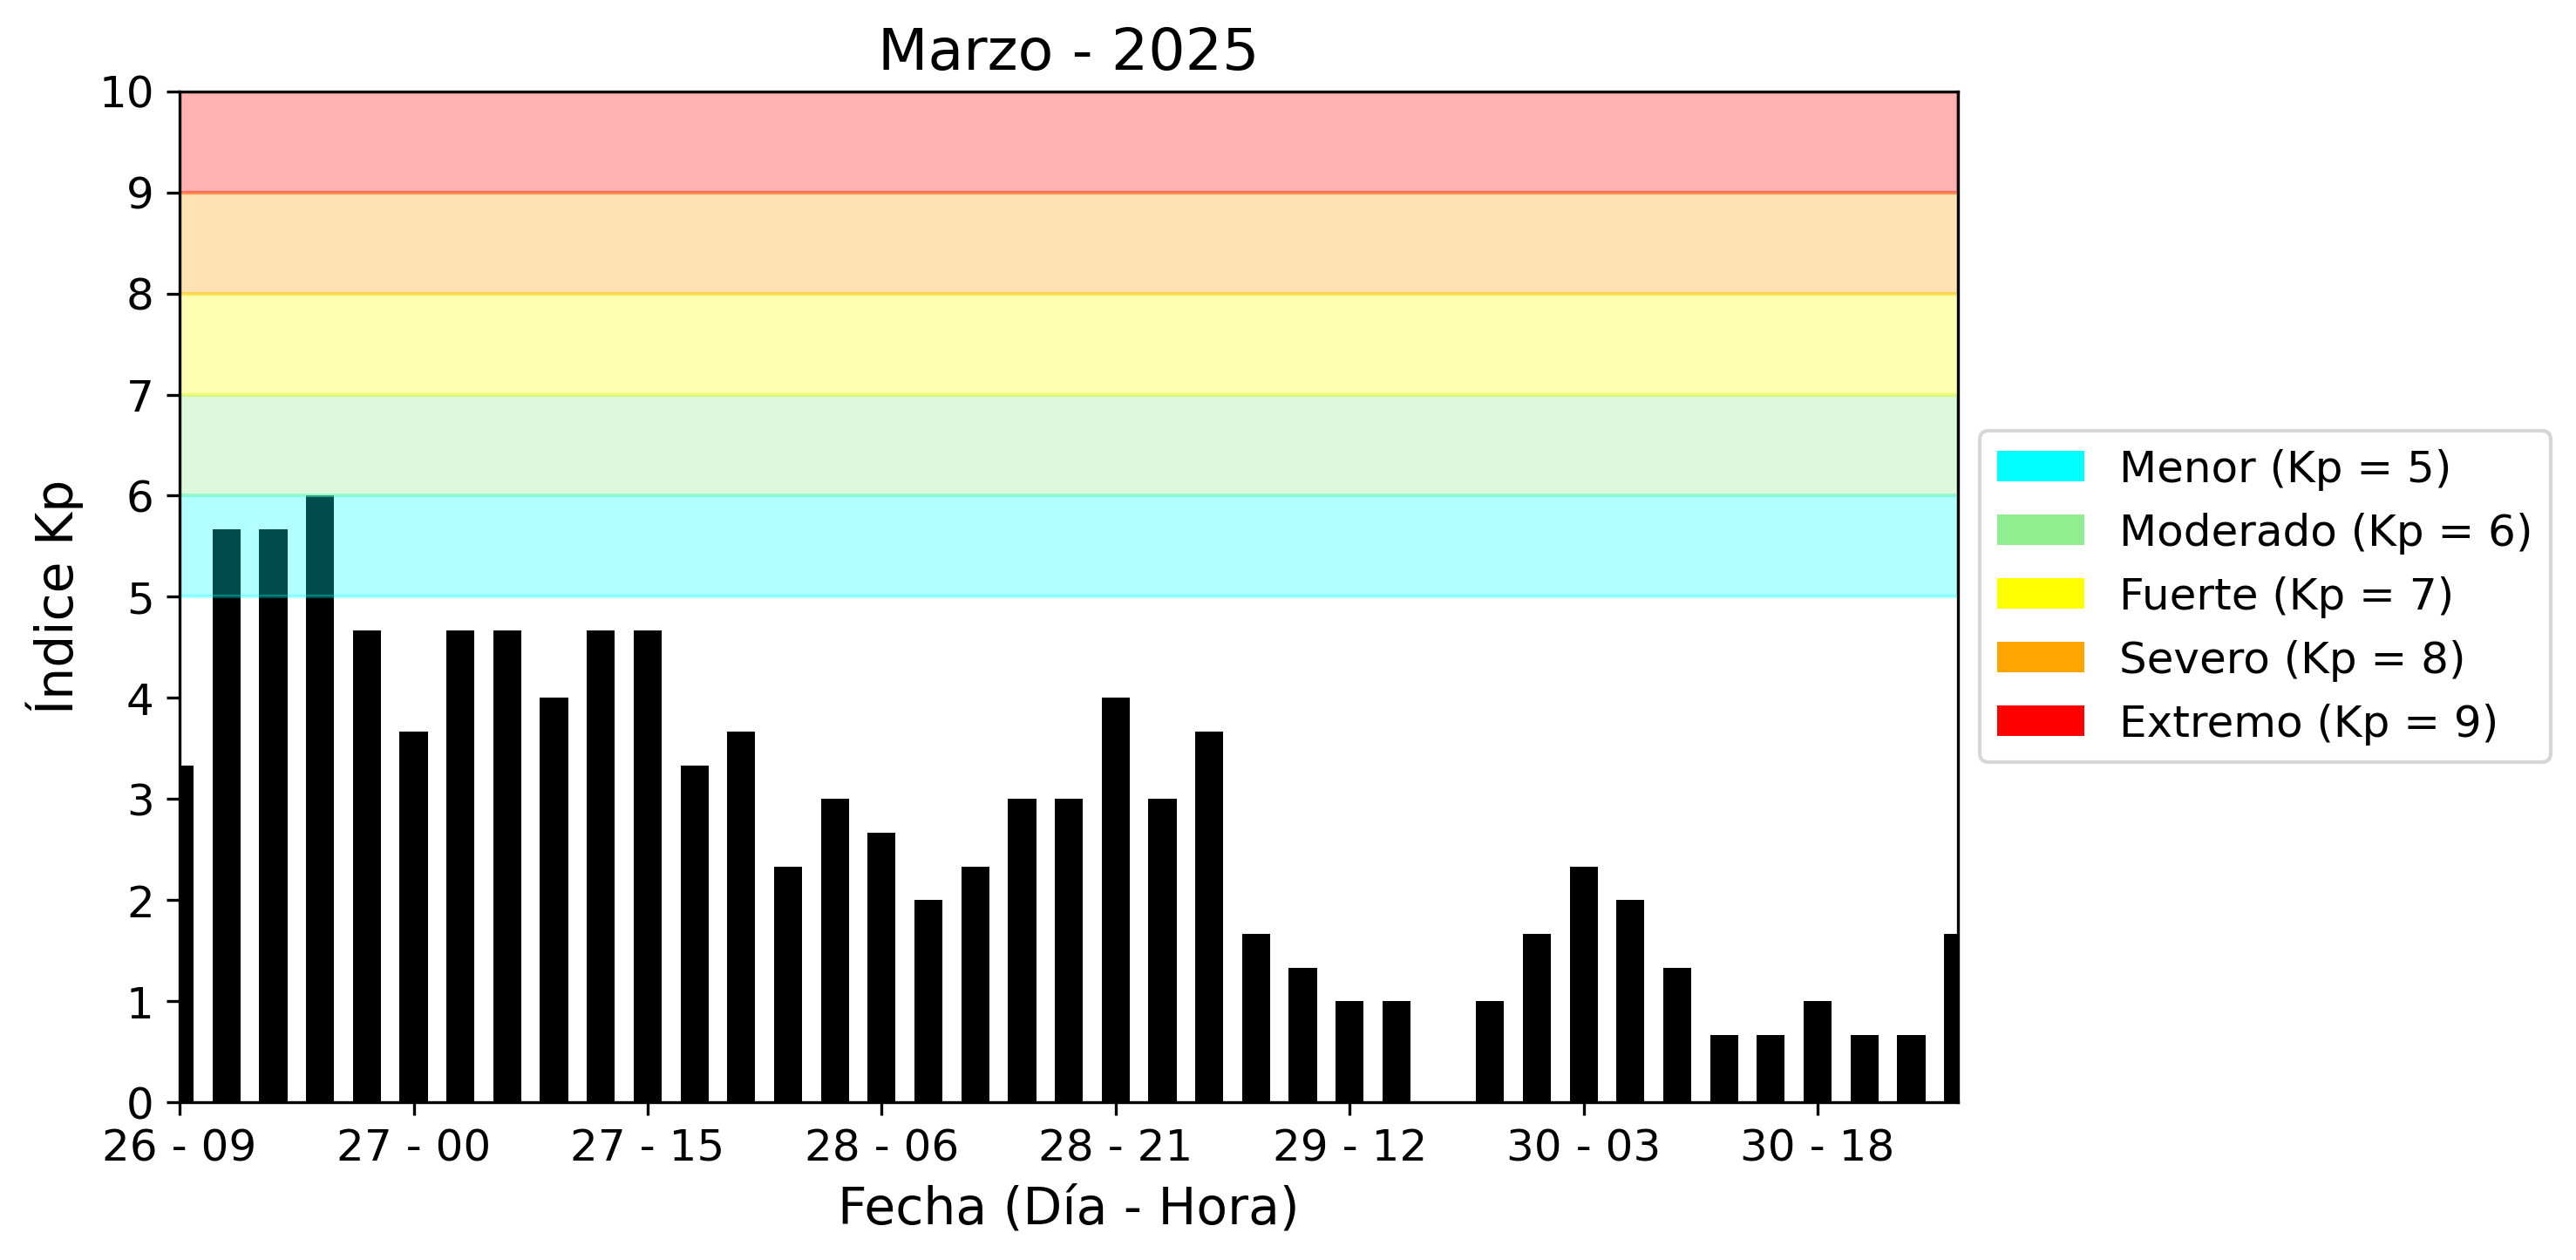 Marzo - 2025
10
9
8
7
6
5
4
3
2
1
0
Índice Kp
26 - 09
27 - 00
27 - 15
28 - 06
28 - 21
29 - 12
30 - 03
30 - 18
Fecha (Día - Hora)
Menor (Kp = 5)
Moderado (Kp = 6)
Fuerte (Kp = 7)
Severo (Kp = 8)
Extremo (Kp = 9)